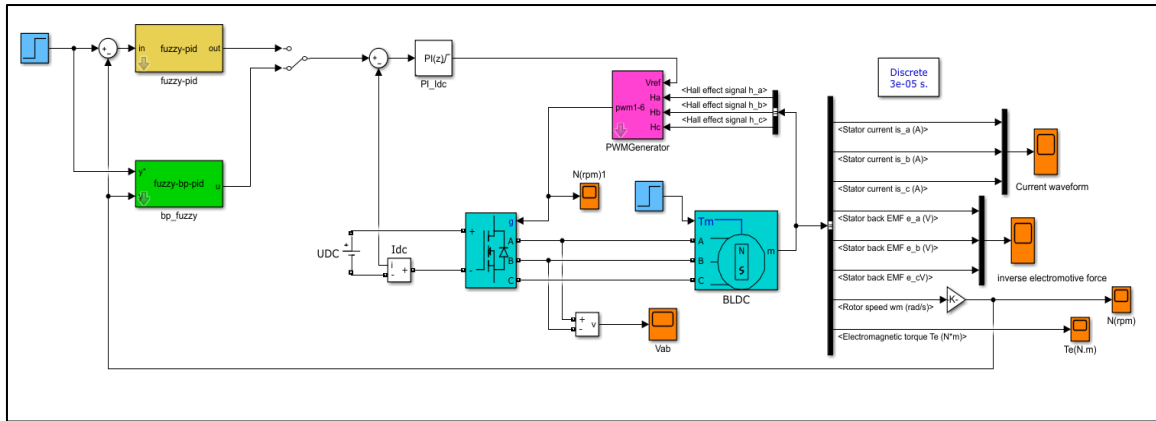 in fuzzy-pid out
fuzzy-pid
y* fuzzy-bp-pid u
bp_fuzzy
+ -
+ -
PI(z)
PI_Idc
Vref
Ha
pwm1-6 Hb
Hc
PWMGenerator
<Hall effect signal h_a>
<Hall effect signal h_b>
<Hall effect signal h_c>
Discrete
3e-05 s.
N(rpm)1
UDC
+
Idc
i
- +
+ g
- A
B
C
Tm
A N
B S m
C
BLDC
+
- v
Vab
<Stator current is_a (A)>
<Stator current is_b (A)>
<Stator current is_c (A)>
Current waveform
<Stator back EMF e_a (V)>
<Stator back EMF e_b (V)>
<Stator back EMF e_cV)>
inverse electromotive force
<Rotor speed wm (rad/s)>
K-
N(rpm)
<Electromagnetic torque Te (N*m)>
Te(N.m)